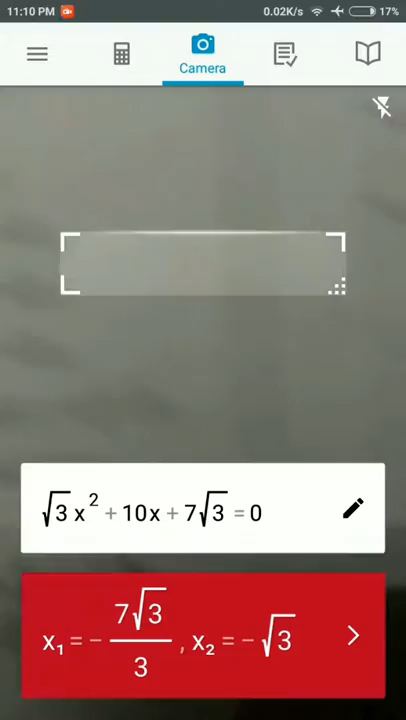 11:10 PM 0.02K/s 17%
Camera
√3 x² + 10x + 7√3 = 0
x₁ = - 7√3/3 , x₂ = - √3